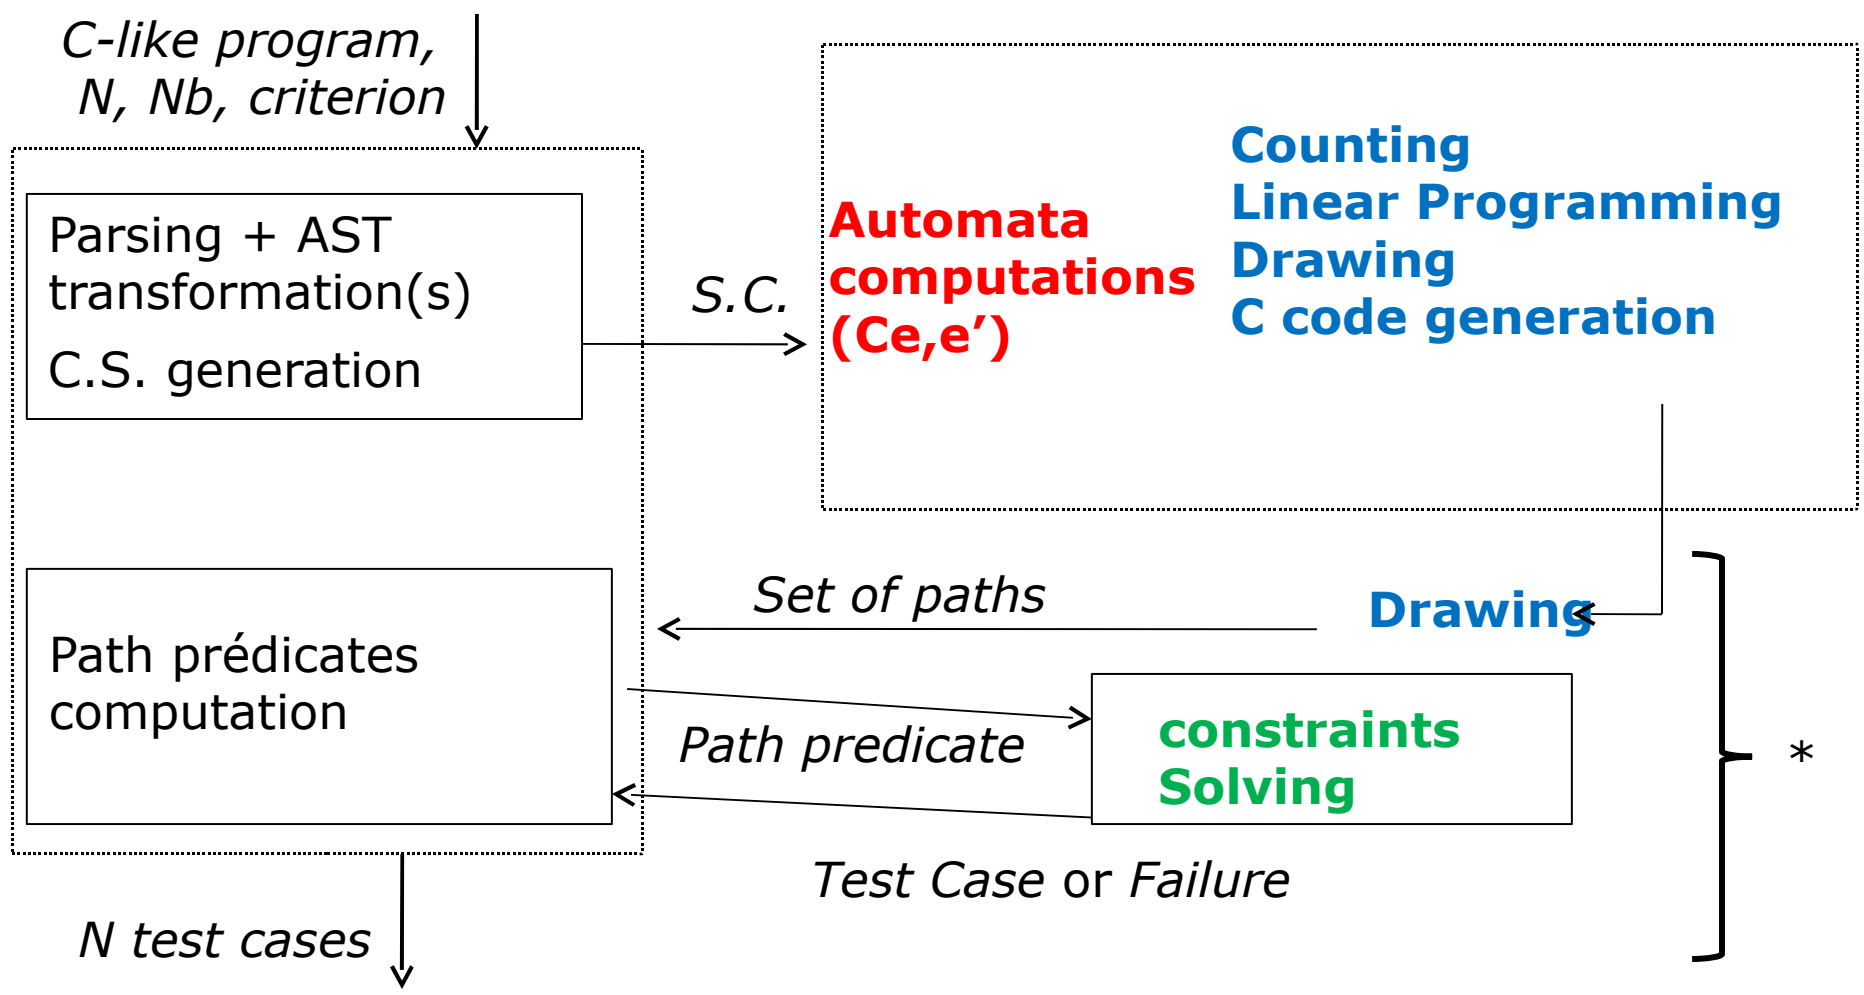 C-like program,
N, Nb, criterion
Parsing + AST
transformation(s)
C.S. generation
S.C.
Automata
computations
(Ce,e’)
Counting
Linear Programming
Drawing
C code generation
Set of paths
Drawing
Path prédicates
computation
Path predicate
constraints
Solving
*
Test Case or Failure
N test cases